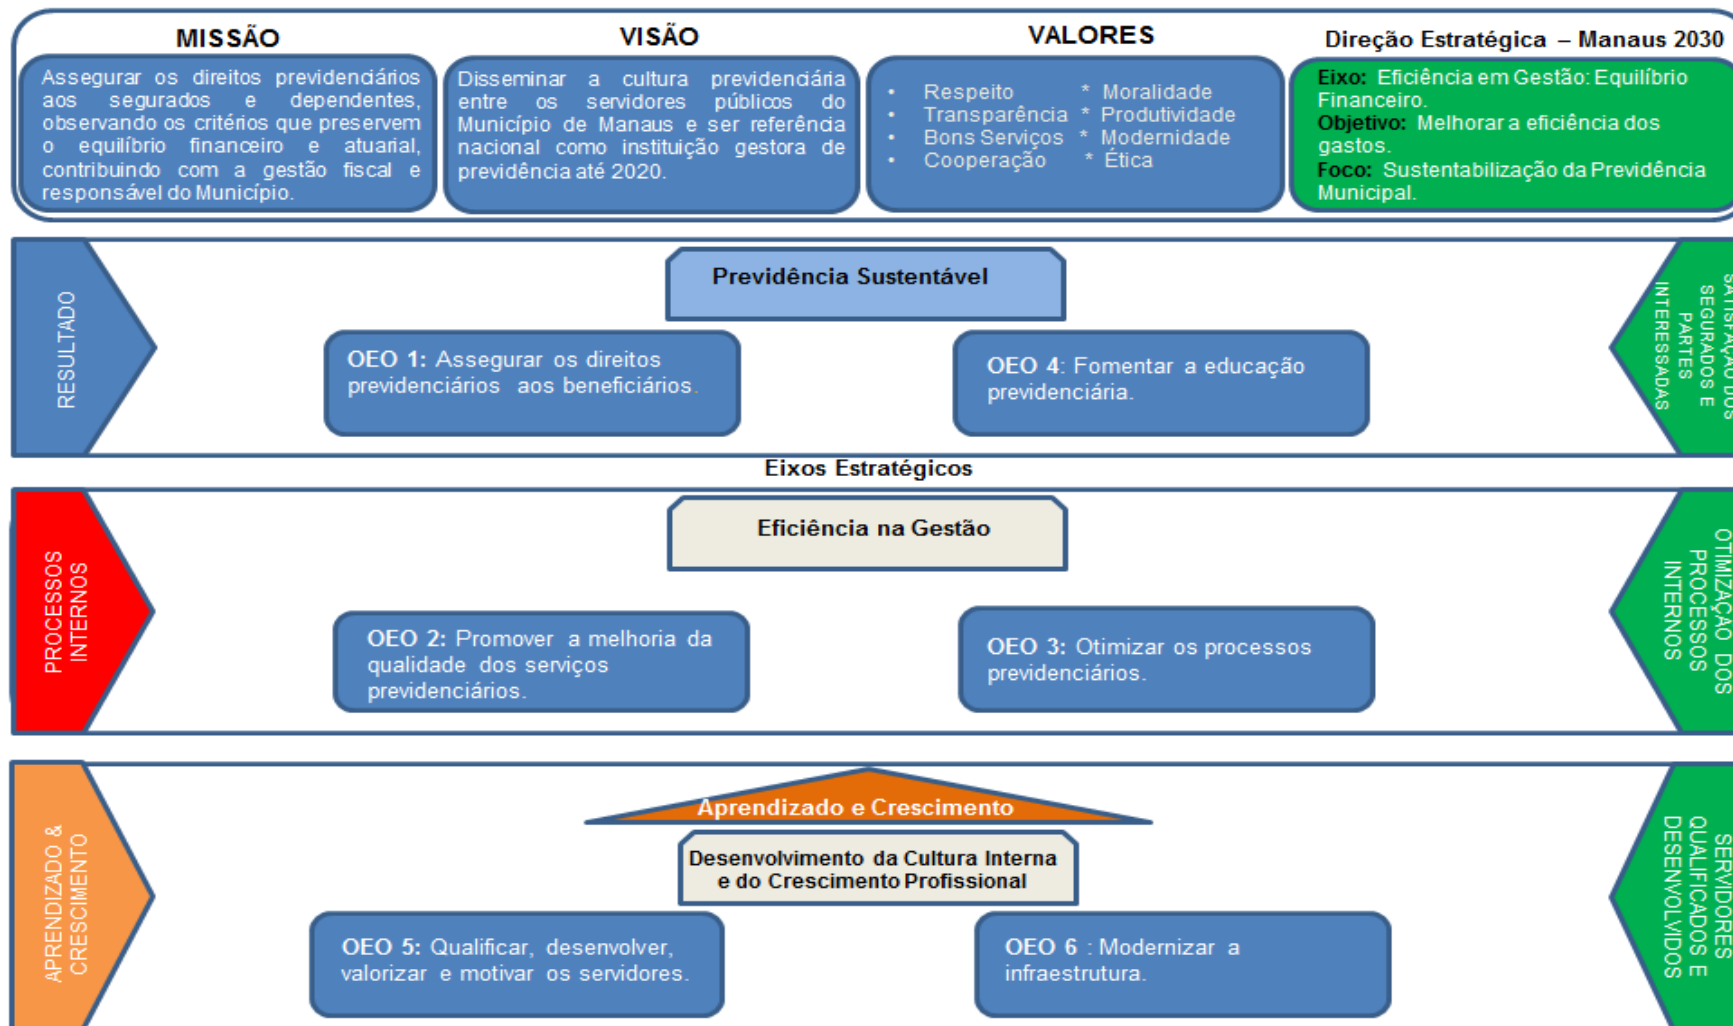 MISSÃO
Assegurar os direitos previdenciários
aos segurados e dependentes,
observando os critérios que preservem
o equilíbrio financeiro e atuarial,
contribuindo com a gestão fiscal e
responsável do Município.
VISÃO
Disseminar a cultura previdenciária
entre os servidores públicos do
Município de Manaus e ser referência
nacional como instituição gestora de
previdência até 2020.
VALORES
• Respeito * Moralidade
• Transparência * Produtividade
• Bons Serviços * Modernidade
• Cooperação * Ética
Direção Estratégica – Manaus 2030
Eixo: Eficiência em Gestão: Equilíbrio
Financeiro.
Objetivo: Melhorar a eficiência dos
gastos.
Foco: Sustentabilização da Previdência
Municipal.
RESULTADO
Previdência Sustentável
OEO 1: Assegurar os direitos
previdenciários aos beneficiários.
OEO 4: Fomentar a educação
previdenciária.
SATISFAÇÃO DOS
SEGURADOS E
PARTES
INTERESSADAS
Eixos Estratégicos
PROCESSOS
INTERNOS
Eficiência na Gestão
OEO 2: Promover a melhoria da
qualidade dos serviços
previdenciários.
OEO 3: Otimizar os processos
previdenciários.
OTIMIZAÇÃO DOS
PROCESSOS
INTERNOS
APRENDIZADO &
CRESCIMENTO
Aprendizado e Crescimento
Desenvolvimento da Cultura Interna
e do Crescimento Profissional
OEO 5: Qualificar, desenvolver,
valorizar e motivar os servidores.
OEO 6 : Modernizar a
infraestrutura.
SERVIDORES
QUALIFICADOS E
DESENVOLVIDOS